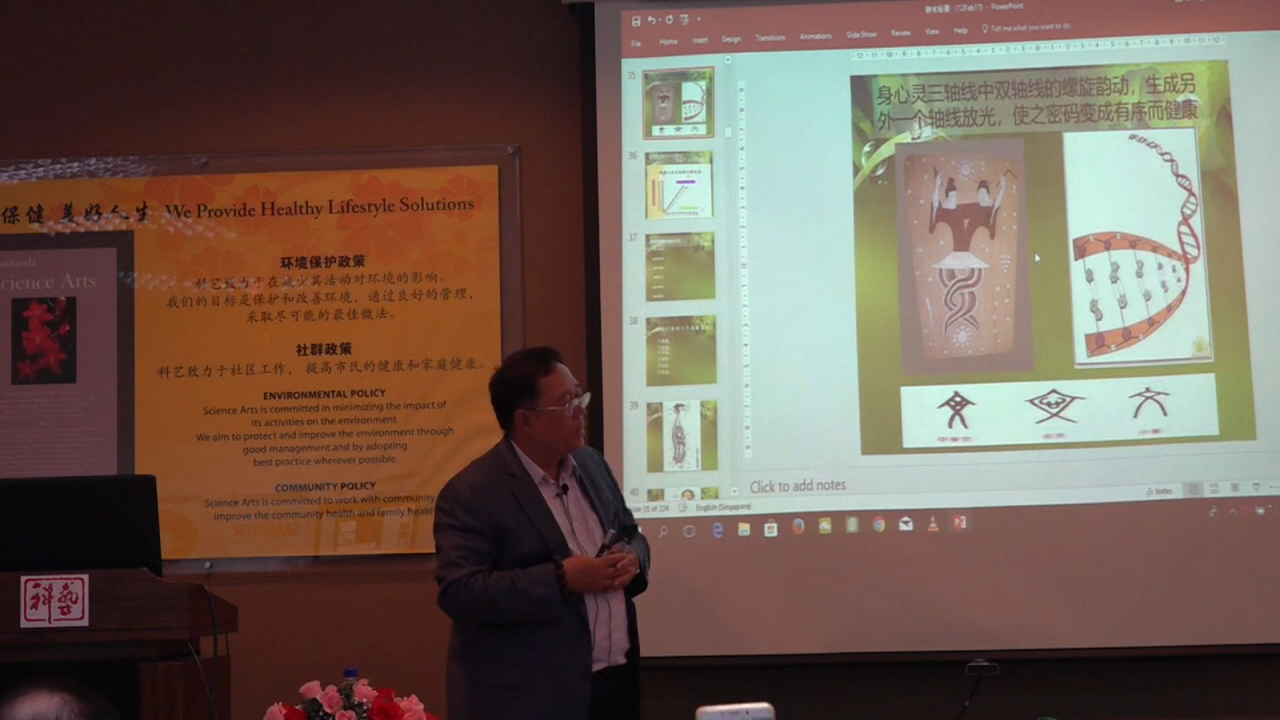 PowerPoint
File Home Insert Design Transitions Animations Slide Show Review View Help Tell me what you want to do
35
36
37
38
39
40
身心灵三轴线中双轴线的螺旋韵动，生成另
外一个轴线放光，使之密码变成有序而健康
Click to add notes
Notes
English (Singapore)
保健 美好人生 We Provide Healthy Lifestyle Solutions
环境保护政策
科艺致力于在减少其活动对环境的影响。
我们的目标是保护和改善环境，通过良好的管理，
采取尽可能的最佳做法。
社群政策
科艺致力于社区工作， 提高市民的健康和家庭健康。
ENVIRONMENTAL POLICY
Science Arts is committed in minimizing the impact of
its activities on the environment.
We aim to protect and improve the environment through
good management and by adopting
best practice wherever possible.
COMMUNITY POLICY
Science Arts is committed to work with community
improve the community health and family health
Science Arts
科藝